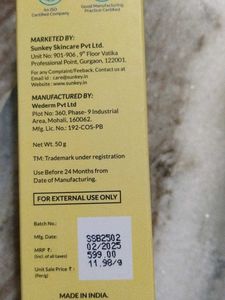 An ISO
Certified Company
Good Manufacturing
Practice Certified
MARKETED BY:
Sunkey Skincare Pvt Ltd.
Unit No: 901-906 , 9th Floor Vatika
Professional Point, Gurgaon, 122001.
For any Complaint/Feeback. Contact us at
Email id : care@sunkey.in
Website : www.sunkey.in
MANUFACTURED BY:
Wederm Pvt Ltd
Plot No: 360, Phase- 9 Industrial
Area, Mohali, 160062.
Mfg. Lic. No.: 192-COS-PB
Net Wt. 50 g
TM: Trademark under registration
Use Before 24 Months from
Date of Manufacturing.
FOR EXTERNAL USE ONLY
Batch No.: SSB2502
Mfg. Date: 02/2025
MRP ₹ : 599.00
(Incl. of all taxes)
Unit Sale Price ₹ : 11.98/g
(Per/g)
MADE IN INDIA.